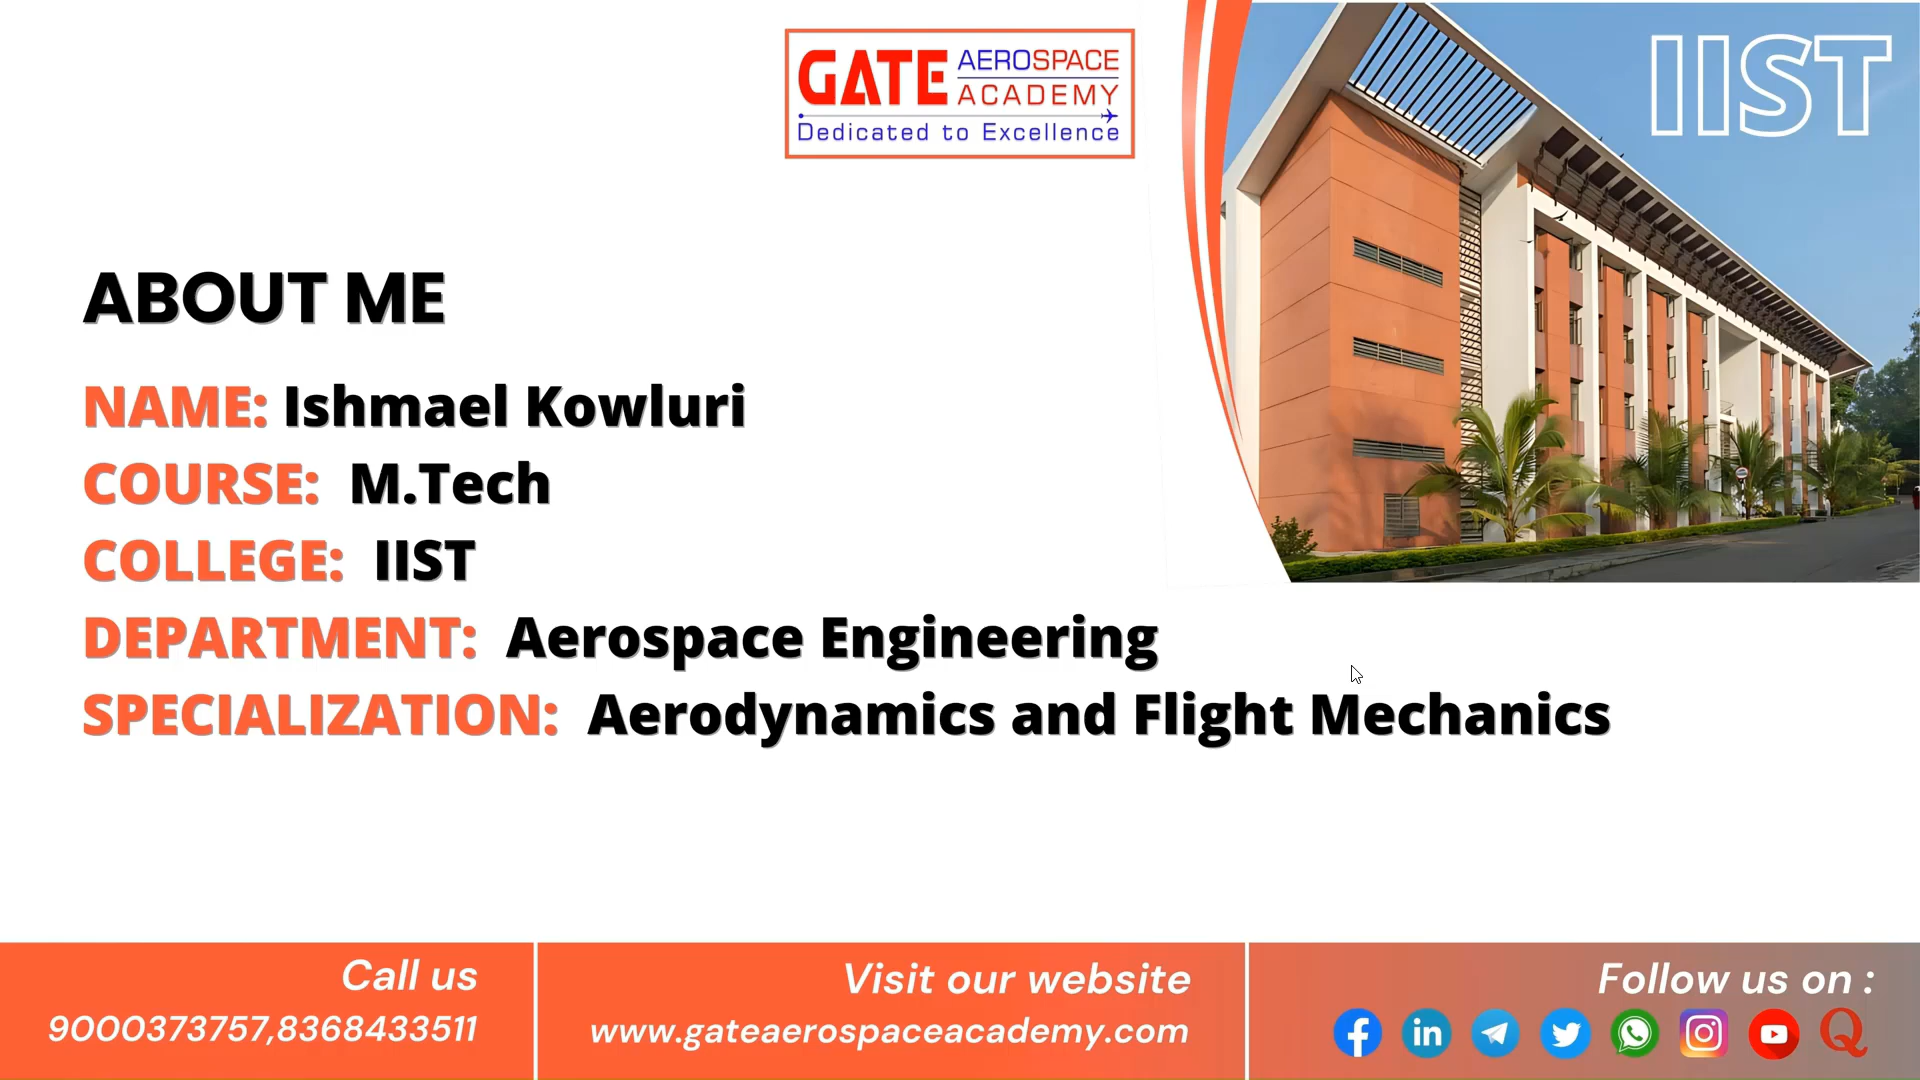 GATE AEROSPACE
ACADEMY
Dedicated to Excellence
IIST
ABOUT ME
NAME: Ishmael Kowluri
COURSE: M.Tech
COLLEGE: IIST
DEPARTMENT: Aerospace Engineering
SPECIALIZATION: Aerodynamics and Flight Mechanics
Call us
9000373757,8368433511
Visit our website
www.gateaerospaceacademy.com
Follow us on :